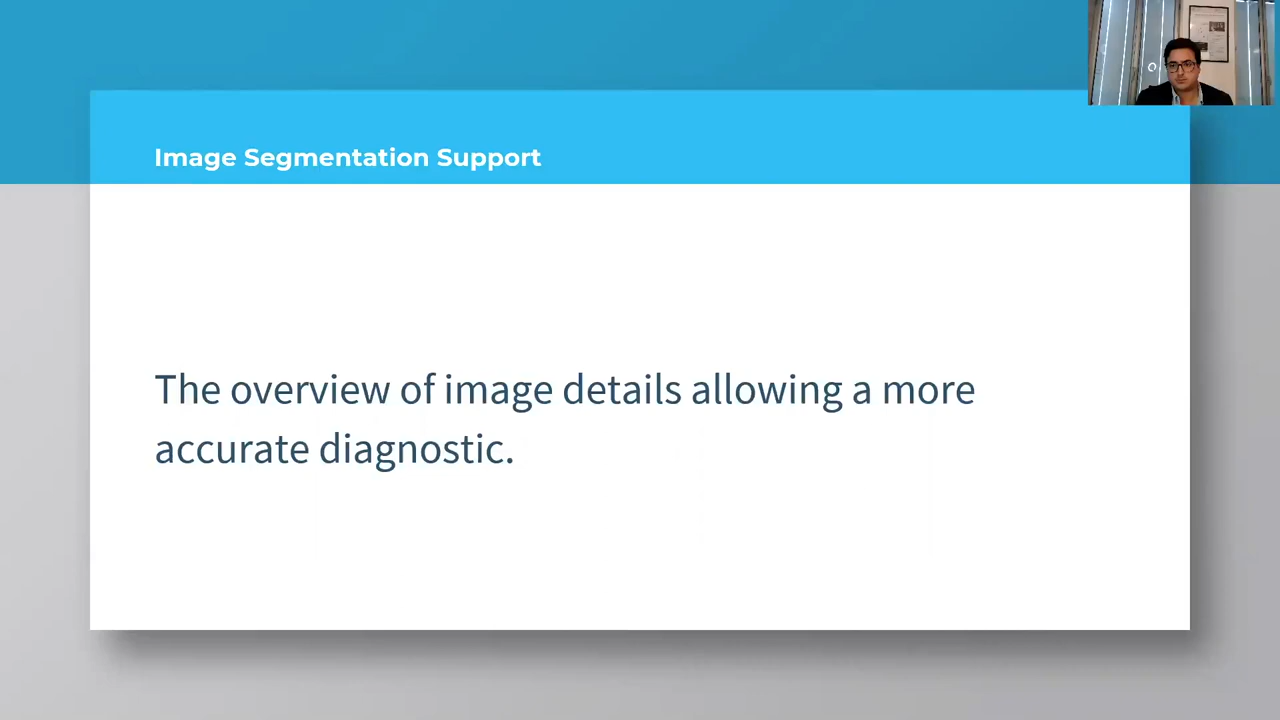 Image Segmentation Support
The overview of image details allowing a more
accurate diagnostic.